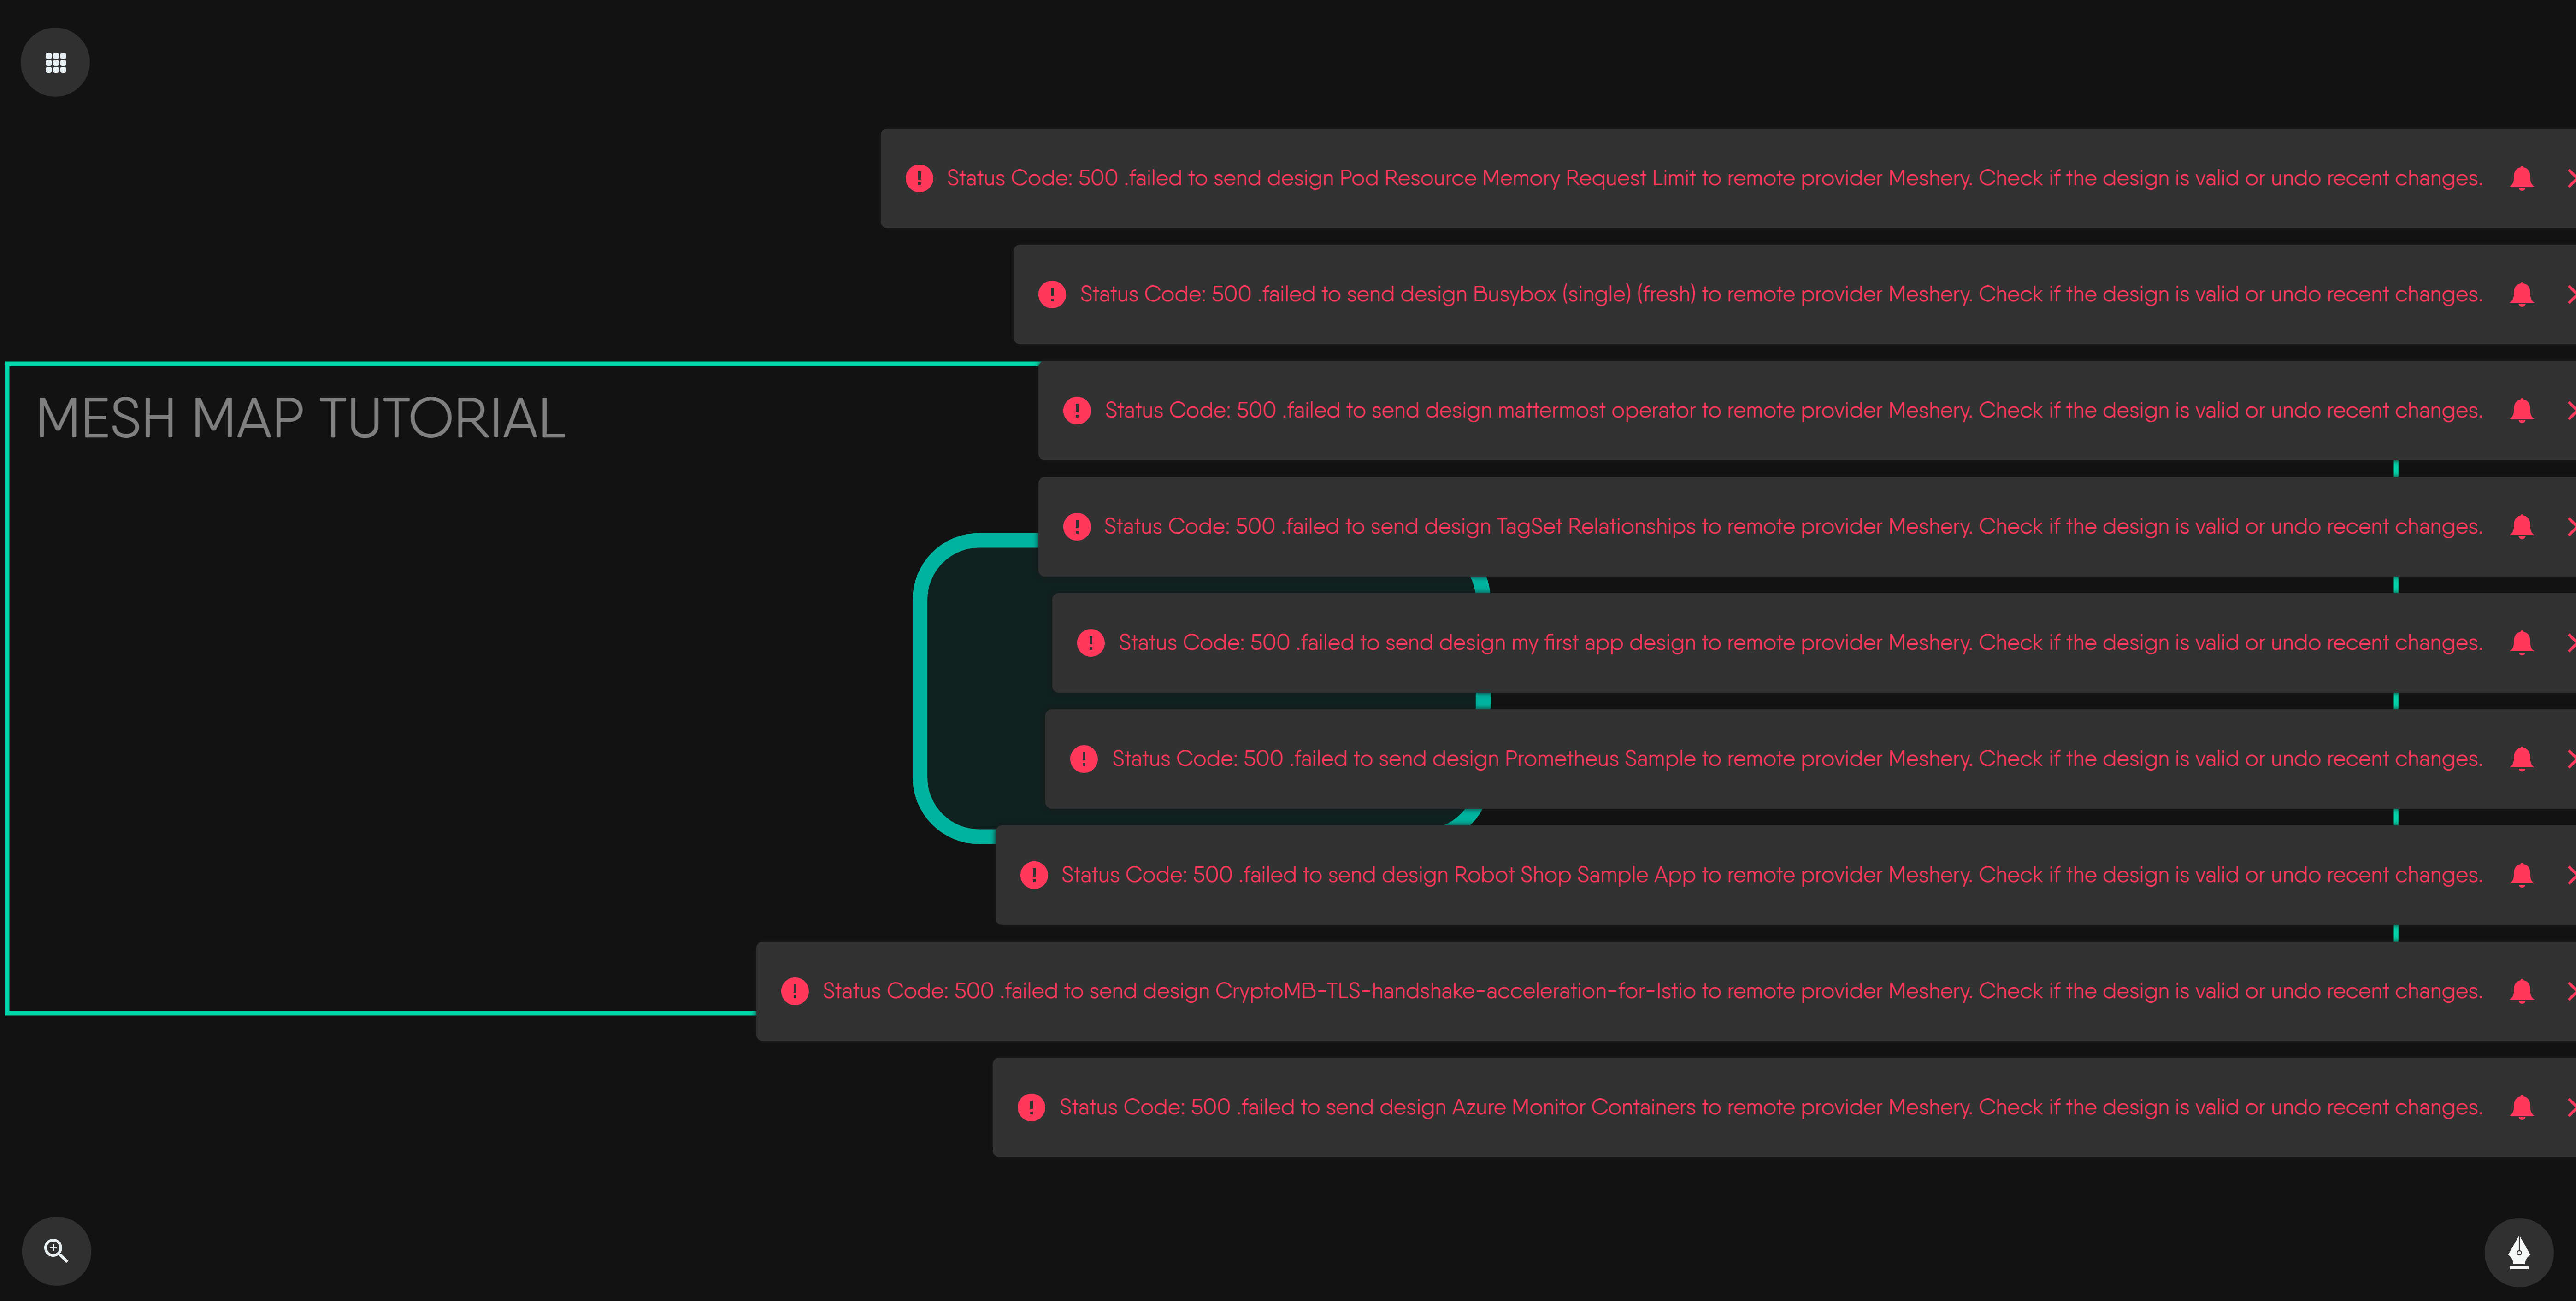 Status Code: 500 .failed to send design Pod Resource Memory Request Limit to remote provider Meshery. Check if the design is valid or undo recent changes.
Status Code: 500 .failed to send design Busybox (single) (fresh) to remote provider Meshery. Check if the design is valid or undo recent changes.
MESH MAP TUTORIAL
Status Code: 500 .failed to send design mattermost operator to remote provider Meshery. Check if the design is valid or undo recent changes.
Status Code: 500 .failed to send design TagSet Relationships to remote provider Meshery. Check if the design is valid or undo recent changes.
Status Code: 500 .failed to send design my first app design to remote provider Meshery. Check if the design is valid or undo recent changes.
Status Code: 500 .failed to send design Prometheus Sample to remote provider Meshery. Check if the design is valid or undo recent changes.
Status Code: 500 .failed to send design Robot Shop Sample App to remote provider Meshery. Check if the design is valid or undo recent changes.
Status Code: 500 .failed to send design CryptoMB-TLS-handshake-acceleration-for-Istio to remote provider Meshery. Check if the design is valid or undo recent changes.
Status Code: 500 .failed to send design Azure Monitor Containers to remote provider Meshery. Check if the design is valid or undo recent changes.